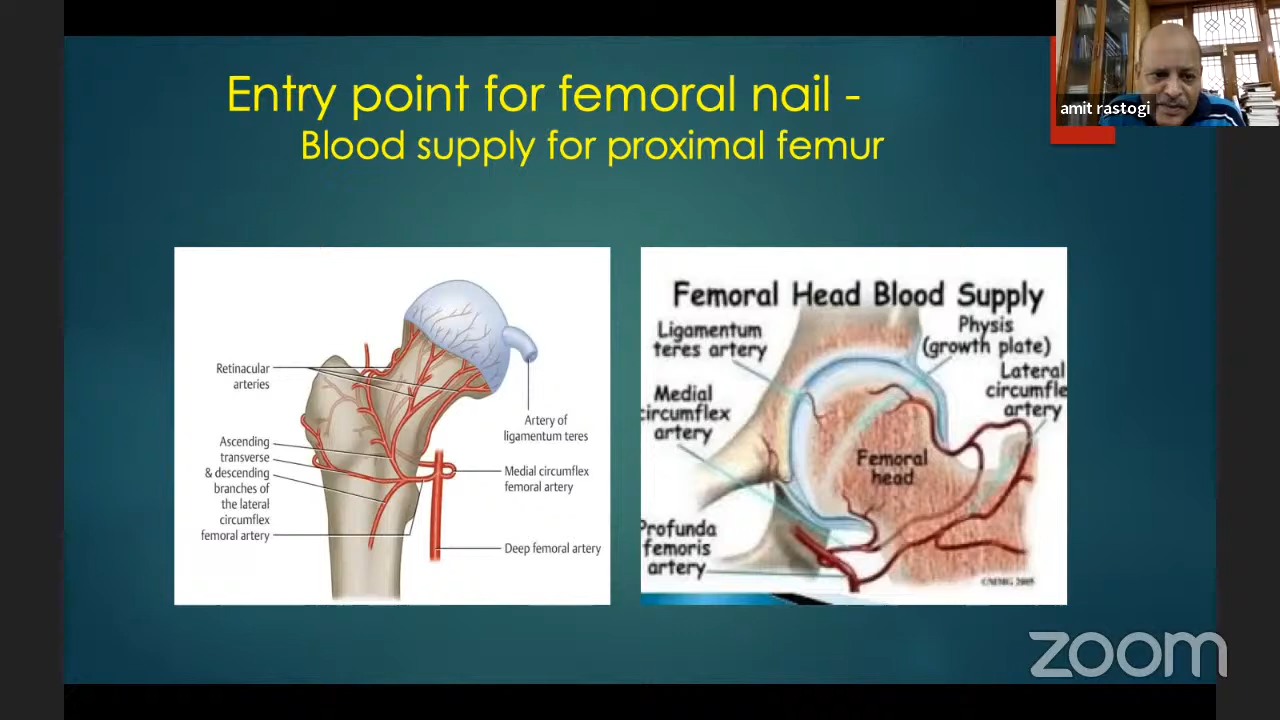 Entry point for femoral nail -
Blood supply for proximal femur
amit rastogi
Retinacular
arteries
Ascending
transverse
& descending
branches of
the lateral
circumflex
femoral artery
Artery of
ligamentum teres
Medial circumflex
femoral artery
Deep femoral artery
Femoral Head Blood Supply
Ligamentum
teres artery
Physis
(growth plate)
Lateral
circumfle
artery
Medial
circumflex
artery
Femoral
head
Profunda
femoris
artery
zoom